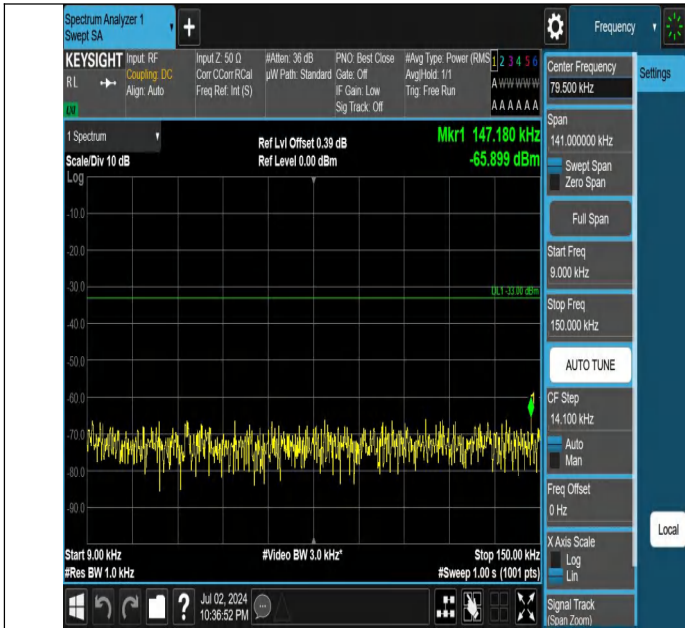 Spectrum Analyzer 1
Swept SA
+
Frequency
KEYSIGHT
RL
Input: RF
Coupling: DC
Align: Auto
Input Z: 50 Ω
Corr CCorr RCal
Freq Ref: Int (S)
#Atten: 36 dB
µW Path: Standard
PNO: Best Close
Gate: Off
IF Gain: Low
Sig Track: Off
#Avg Type: Power (RMS
Avg|Hold: 1/1
Trig: Free Run
1 2 3 4 5 6
A W W W W W
A A A A A A
Center Frequency
79.500 kHz
Settings
Span
141.000000 kHz
Swept Span
Zero Span
Full Span
Start Freq
9.000 kHz
Stop Freq
150.000 kHz
AUTO TUNE
CF Step
14.100 kHz
Auto
Man
Freq Offset
0 Hz
X Axis Scale
Log
Lin
Local
Signal Track
(Span Zoom)
1 Spectrum
Scale/Div 10 dB
Log
Ref Lvl Offset 0.39 dB
Ref Level 0.00 dBm
Mkr1 147.180 kHz
-65.899 dBm
-10.0
-20.0
-30.0
DL1 -33.00 dBm
-40.0
-50.0
-60.0
-70.0
-80.0
-90.0
Start 9.00 kHz
#Video BW 3.0 kHz*
Stop 150.00 kHz
#Res BW 1.0 kHz
#Sweep 1.00 s (1001 pts)
?
Jul 02, 2024
10:36:52 PM